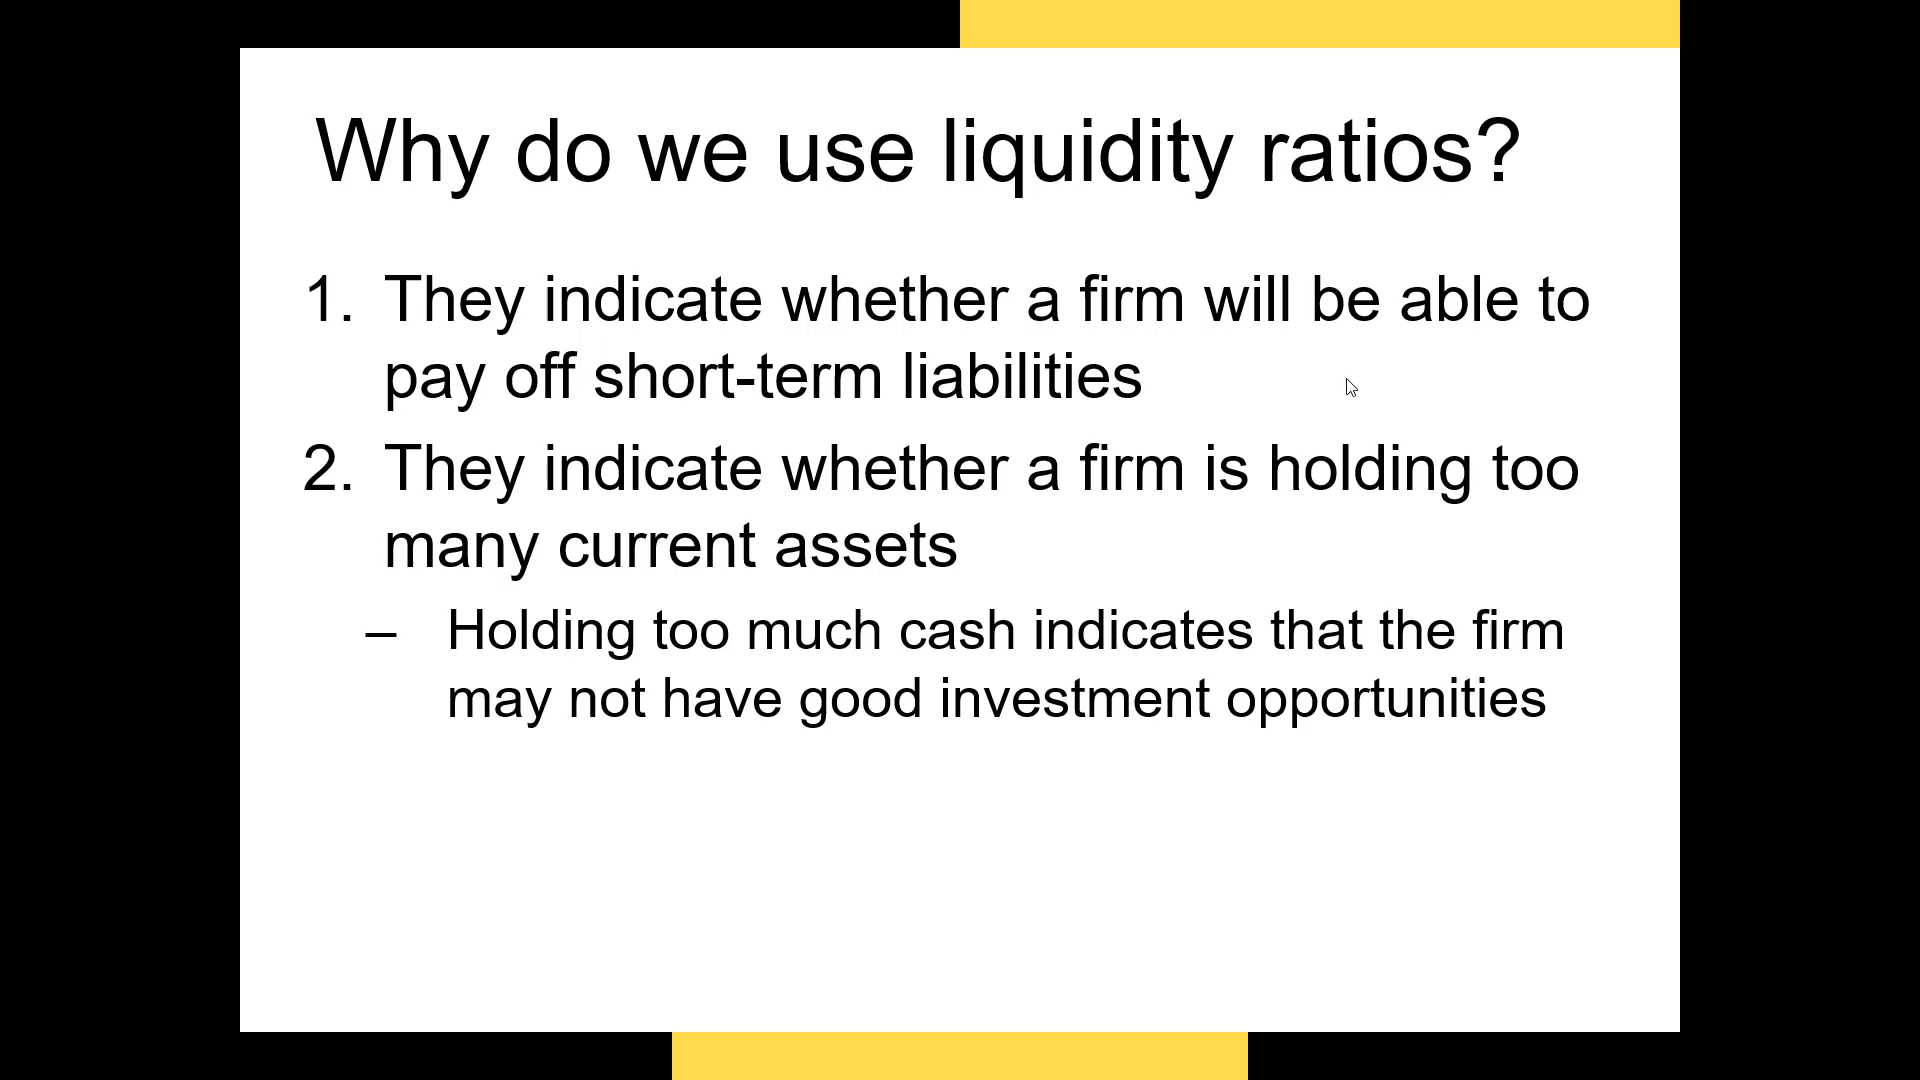 Why do we use liquidity ratios?
1. They indicate whether a firm will be able to
pay off short-term liabilities
2. They indicate whether a firm is holding too
many current assets
– Holding too much cash indicates that the firm
may not have good investment opportunities